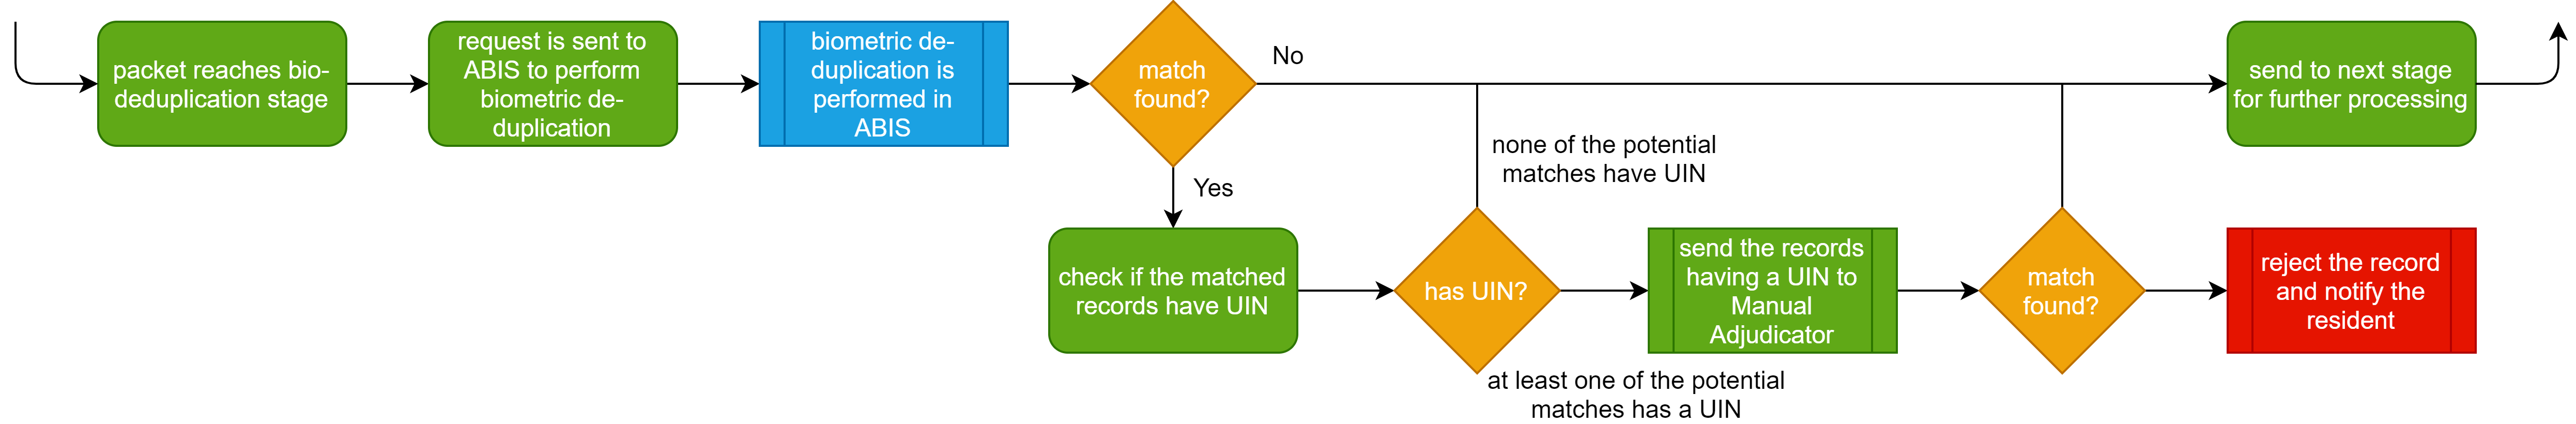 packet reaches bio-
deduplication stage
request is sent to
ABIS to perform
biometric de-
duplication
biometric de-
duplication is
performed in
ABIS
match
found?
No
send to next stage
for further processing
none of the potential
matches have UIN
Yes
check if the matched
records have UIN
has UIN?
send the records
having a UIN to
Manual
Adjudicator
match
found?
reject the record
and notify the
resident
at least one of the potential
matches has a UIN